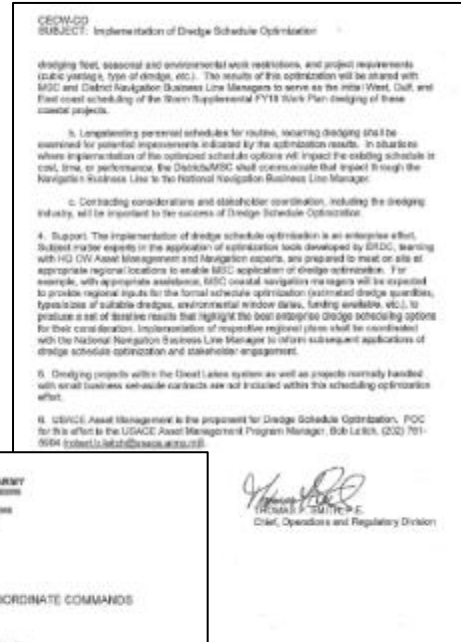 CECW-CO
SUBJECT: Implementation of Dredge Schedule Optimization
dredging fleet, seasonal and environmental work restrictions, and project requirements
(cubic yardage, type of dredge, etc.). The results of this optimization will be shared with
MSC and District Navigation Business Line Managers to serve as the initial West, Gulf, and
East coast scheduling of the Storm Supplemental FY19 Work Plan dredging of these
coastal projects.
b. Longstanding perennial schedules for routine, recurring dredging shall be
examined for potential improvements indicated by the optimization results. In situations
where implementation of the optimized schedule options will impact the existing schedule in
cost, time, or performance, the Districts/MSC shall communicate that impact through the
Navigation Business Line to the National Navigation Business Line Manager.
c. Contracting considerations and stakeholder coordination, including the dredging
industry, will be important to the success of Dredge Schedule Optimization.
4. Support. The implementation of dredge schedule optimization is an enterprise effort.
Subject matter experts in the application of optimization tools developed by ERDC, teaming
with HQ CW Asset Management and Navigation experts, are prepared to meet on site at
appropriate regional locations to enable MSC application of dredge optimization. For
example, with appropriate assistance, MSC coastal navigation managers will be expected
to provide regional inputs for the formal schedule optimization (estimated dredge quantities,
types/sizes of suitable dredges, environmental window dates, funding available, etc.), to
produce a set of iterative results that highlight the best enterprise dredge scheduling options
for their consideration. Implementation of respective regional plans shall be coordinated
with the National Navigation Business Line Manager to inform subsequent applications of
dredge schedule optimization and stakeholder engagement.
5. Dredging projects within the Great Lakes system as well as projects normally handled
with small business set-aside contracts are not included within this scheduling optimization
effort.
6. USACE Asset Management is the proponent for Dredge Schedule Optimization. POC
for this effort is the USACE Asset Management Program Manager, Bob Leitch, (202) 761-
THOMAS P. SMITH, P.E.
Chief, Operations and Regulatory Division
ARMY
ORDINATE COMMANDS